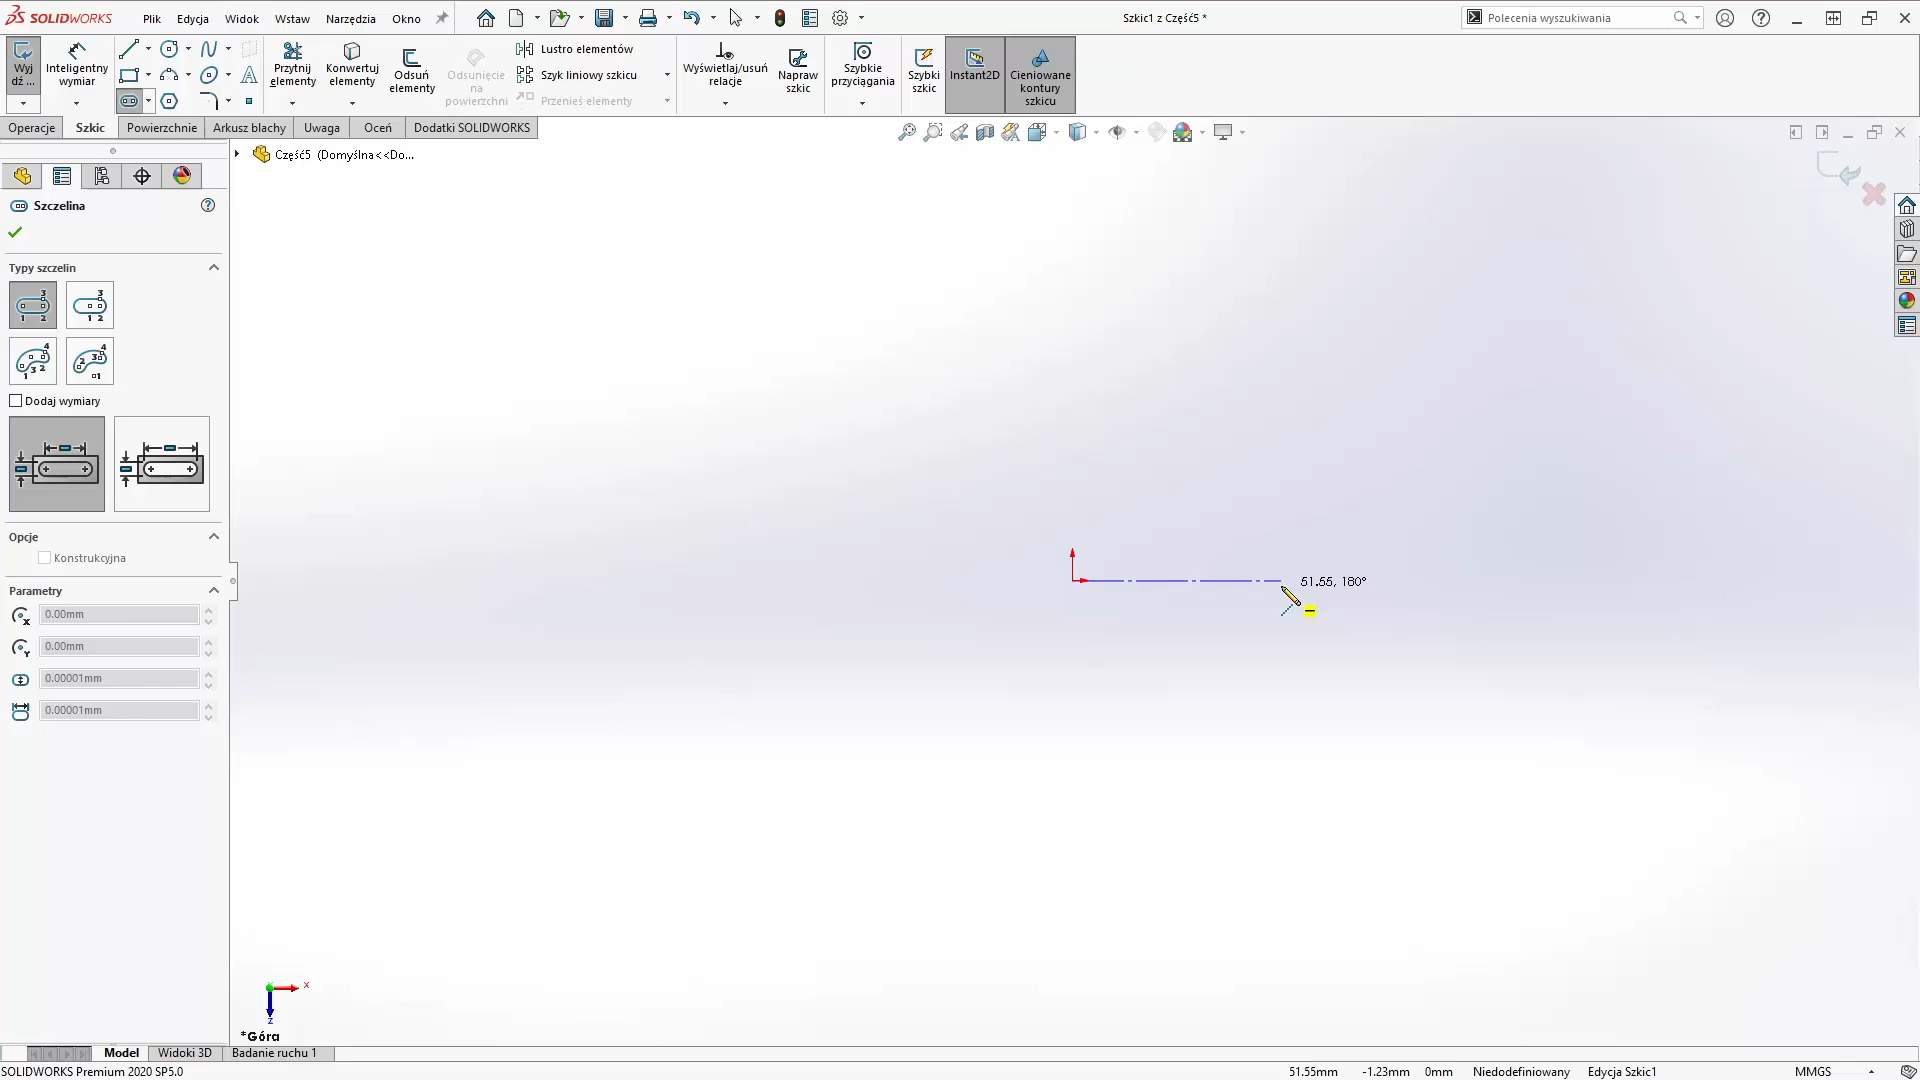 SOLIDWORKS
Plik
Edycja
Widok
Wstaw
Narzędzia
Okno
Szkic1 z Część5 *
Polecenia wyszukiwania
Wyj
dź ...
Inteligentny
wymiar
Przytnij
elementy
Konwertuj
elementy
Odsuń
elementy
Odsunięcie
na
powierzchni
Lustro elementów
Szyk liniowy szkicu
Przenieś elementy
Wyświetlaj/usuń
relacje
Napraw
szkic
Szybkie
przyciągania
Szybki
szkic
Instant2D
Cieniowane
kontury
szkicu
Operacje
Szkic
Powierzchnie
Arkusz blachy
Uwaga
Oceń
Dodatki SOLIDWORKS
Część5 (Domyślna<<Do...
Szczelina
Typy szczelin
Dodaj wymiary
Opcje
Konstrukcyjna
Parametry
0.00mm
0.00mm
0.00001mm
0.00001mm
51.55, 180°
x
z
*Góra
Model
Widoki 3D
Badanie ruchu 1
SOLIDWORKS Premium 2020 SP5.0
51.55mm
-1.23mm
0mm
Niedodefiniowany
Edycja Szkic1
MMGS